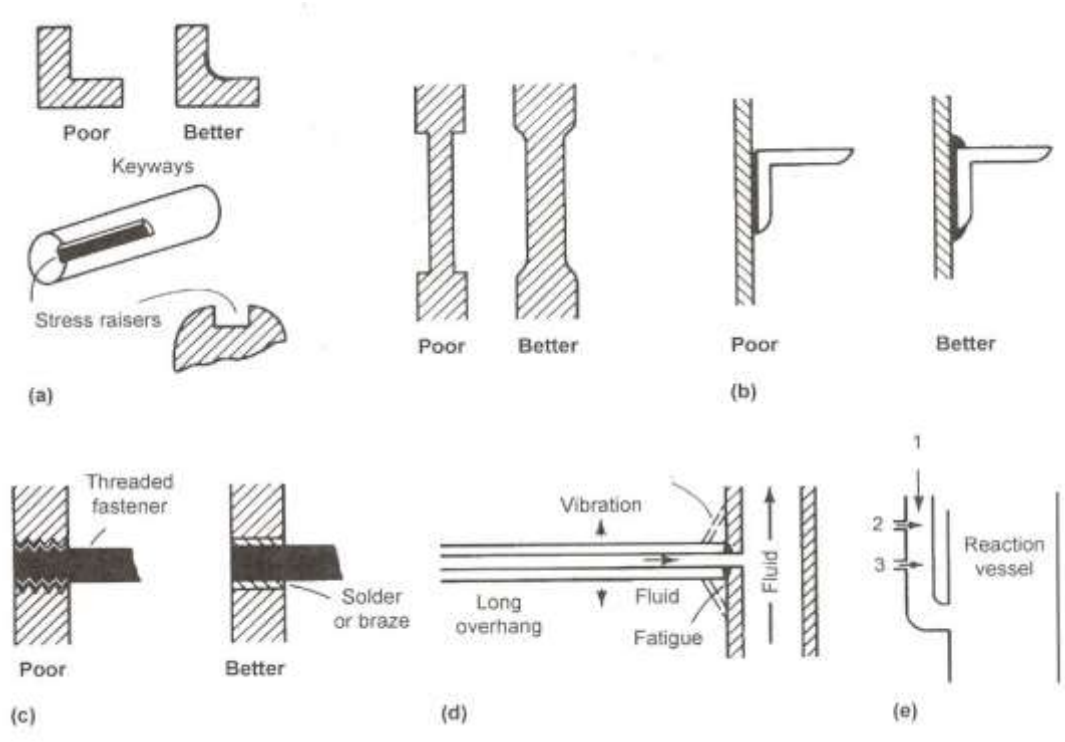 Poor
Better
Keyways
Stress raisers
(a)
Poor
Better
Poor
Better
(b)
Threaded
fastener
Solder
or braze
Poor
Better
(c)
Vibration
Long
overhang
Fluid
Fatigue
Fluid
(d)
1
2
3
Reaction
vessel
(e)